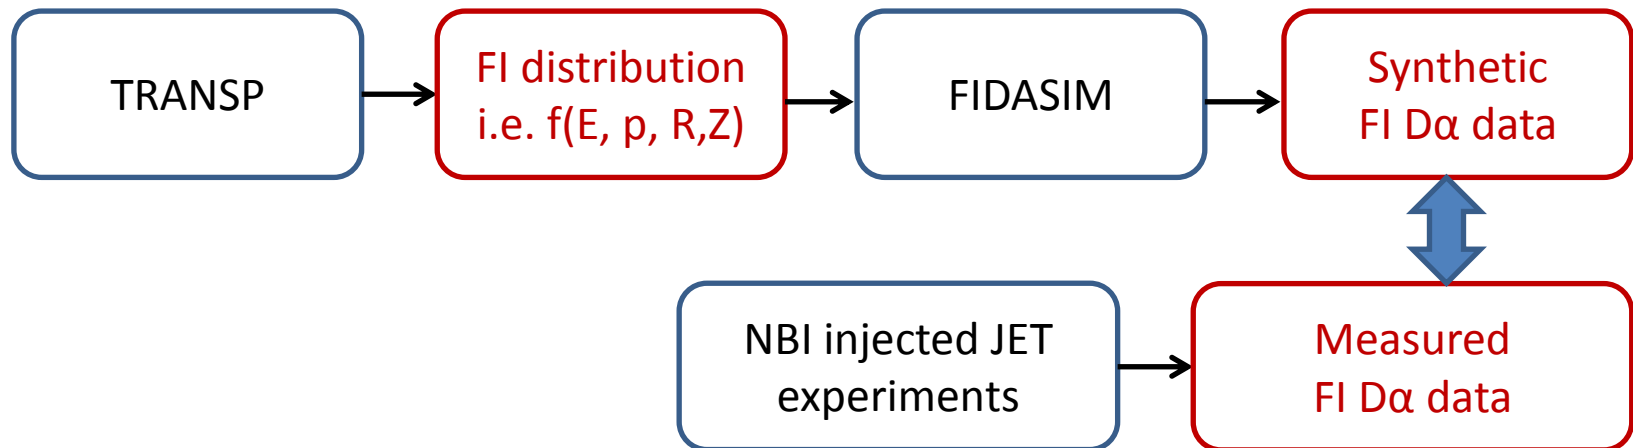 TRANSP
FI distribution
i.e. f(E, p, R,Z)
FIDASIM
Synthetic
FI Dα data
NBI injected JET
experiments
Measured
FI Dα data